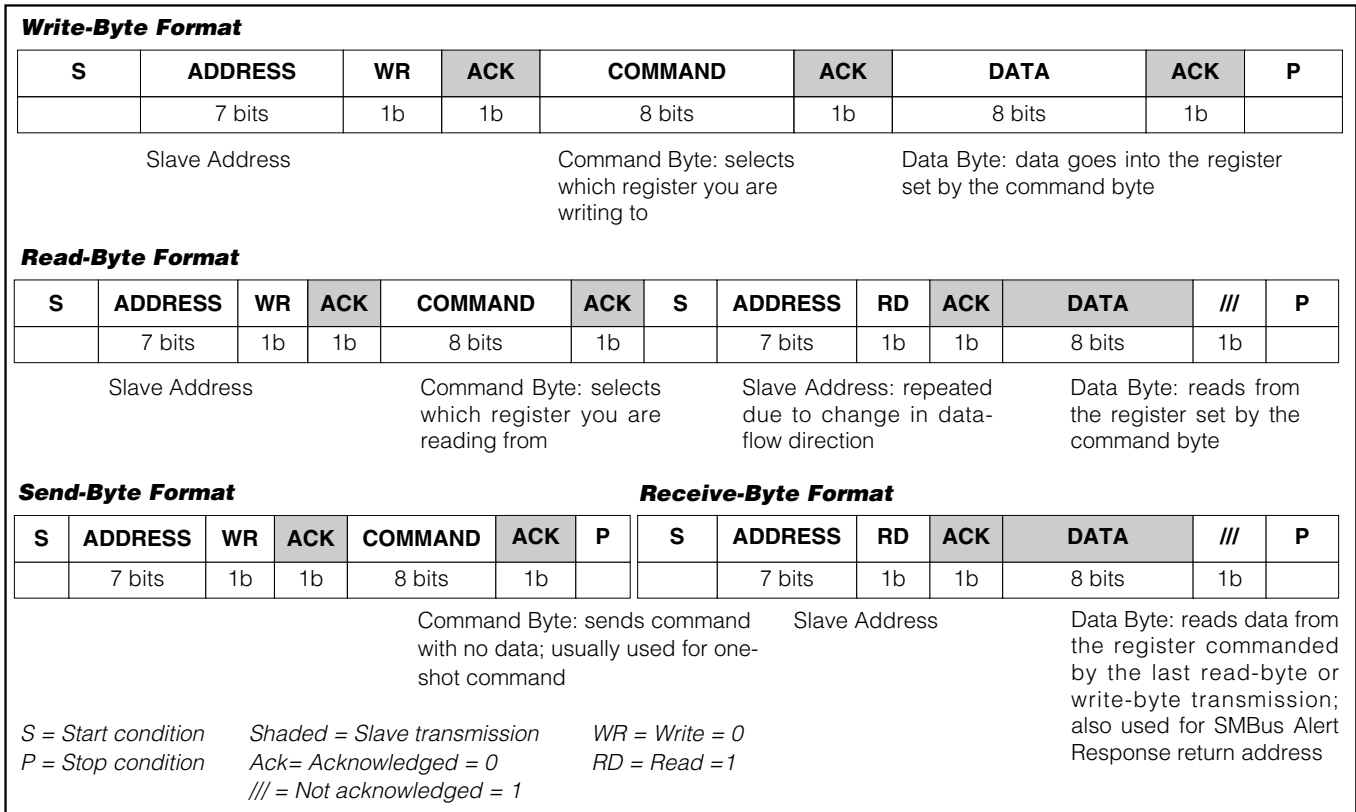 Write-Byte Format
S ADDRESS WR ACK COMMAND ACK DATA ACK P
7 bits 1b 1b 8 bits 1b 8 bits 1b
Slave Address
Command Byte: selects
which register you are
writing to
Data Byte: data goes into the register
set by the command byte
Read-Byte Format
S ADDRESS WR ACK COMMAND ACK S ADDRESS RD ACK DATA /// P
7 bits 1b 1b 8 bits 1b 7 bits 1b 1b 8 bits 1b
Slave Address
Command Byte: selects
which register you are
reading from
Slave Address: repeated
due to change in data-
flow direction
Data Byte: reads from
the register set by the
command byte
Send-Byte Format
S ADDRESS WR ACK COMMAND ACK P
7 bits 1b 1b 8 bits 1b
Command Byte: sends command
with no data; usually used for one-
shot command
Receive-Byte Format
S ADDRESS RD ACK DATA /// P
7 bits 1b 1b 8 bits 1b
Slave Address
Data Byte: reads data from
the register commanded
by the last read-byte or
write-byte transmission;
also used for SMBus Alert
Response return address
S = Start condition Shaded = Slave transmission WR = Write = 0
P = Stop condition Ack= Acknowledged = 0 RD = Read =1
/// = Not acknowledged = 1